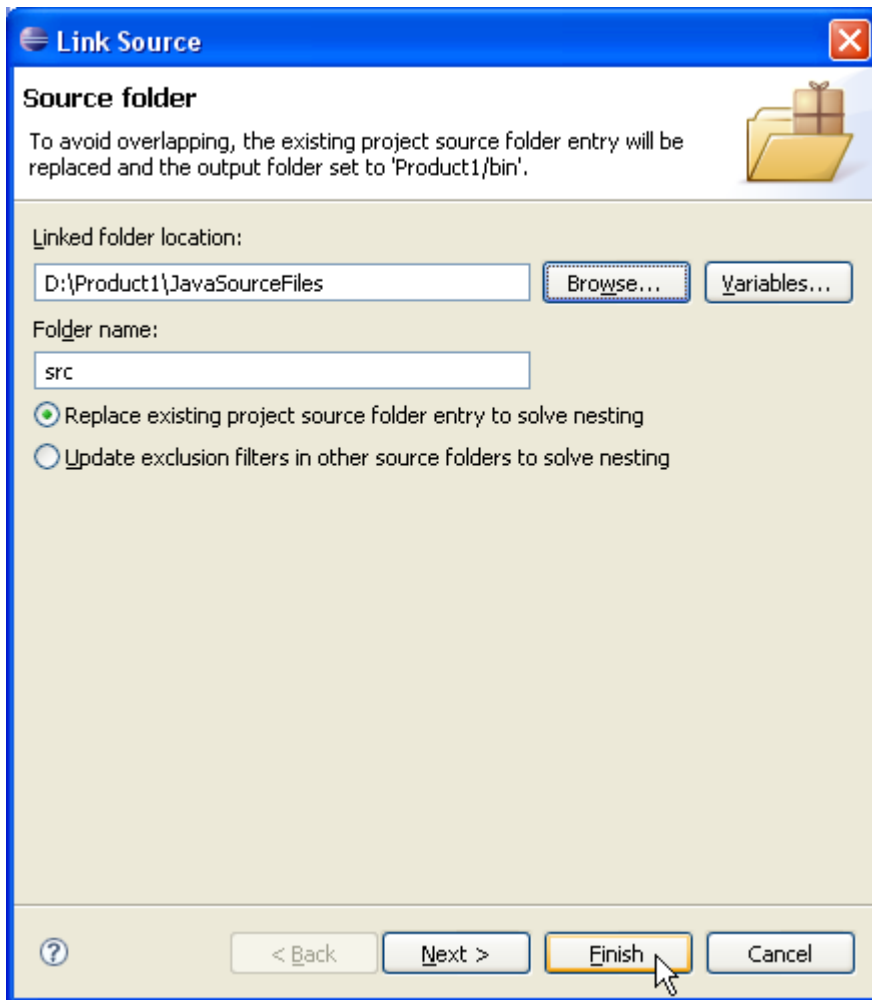 Link Source
Source folder
To avoid overlapping, the existing project source folder entry will be
replaced and the output folder set to 'Product1/bin'.
Linked folder location:
D:\Product1\JavaSourceFiles
Browse...
Variables...
Folder name:
src
Replace existing project source folder entry to solve nesting
Update exclusion filters in other source folders to solve nesting
?
< Back
Next >
Finish
Cancel